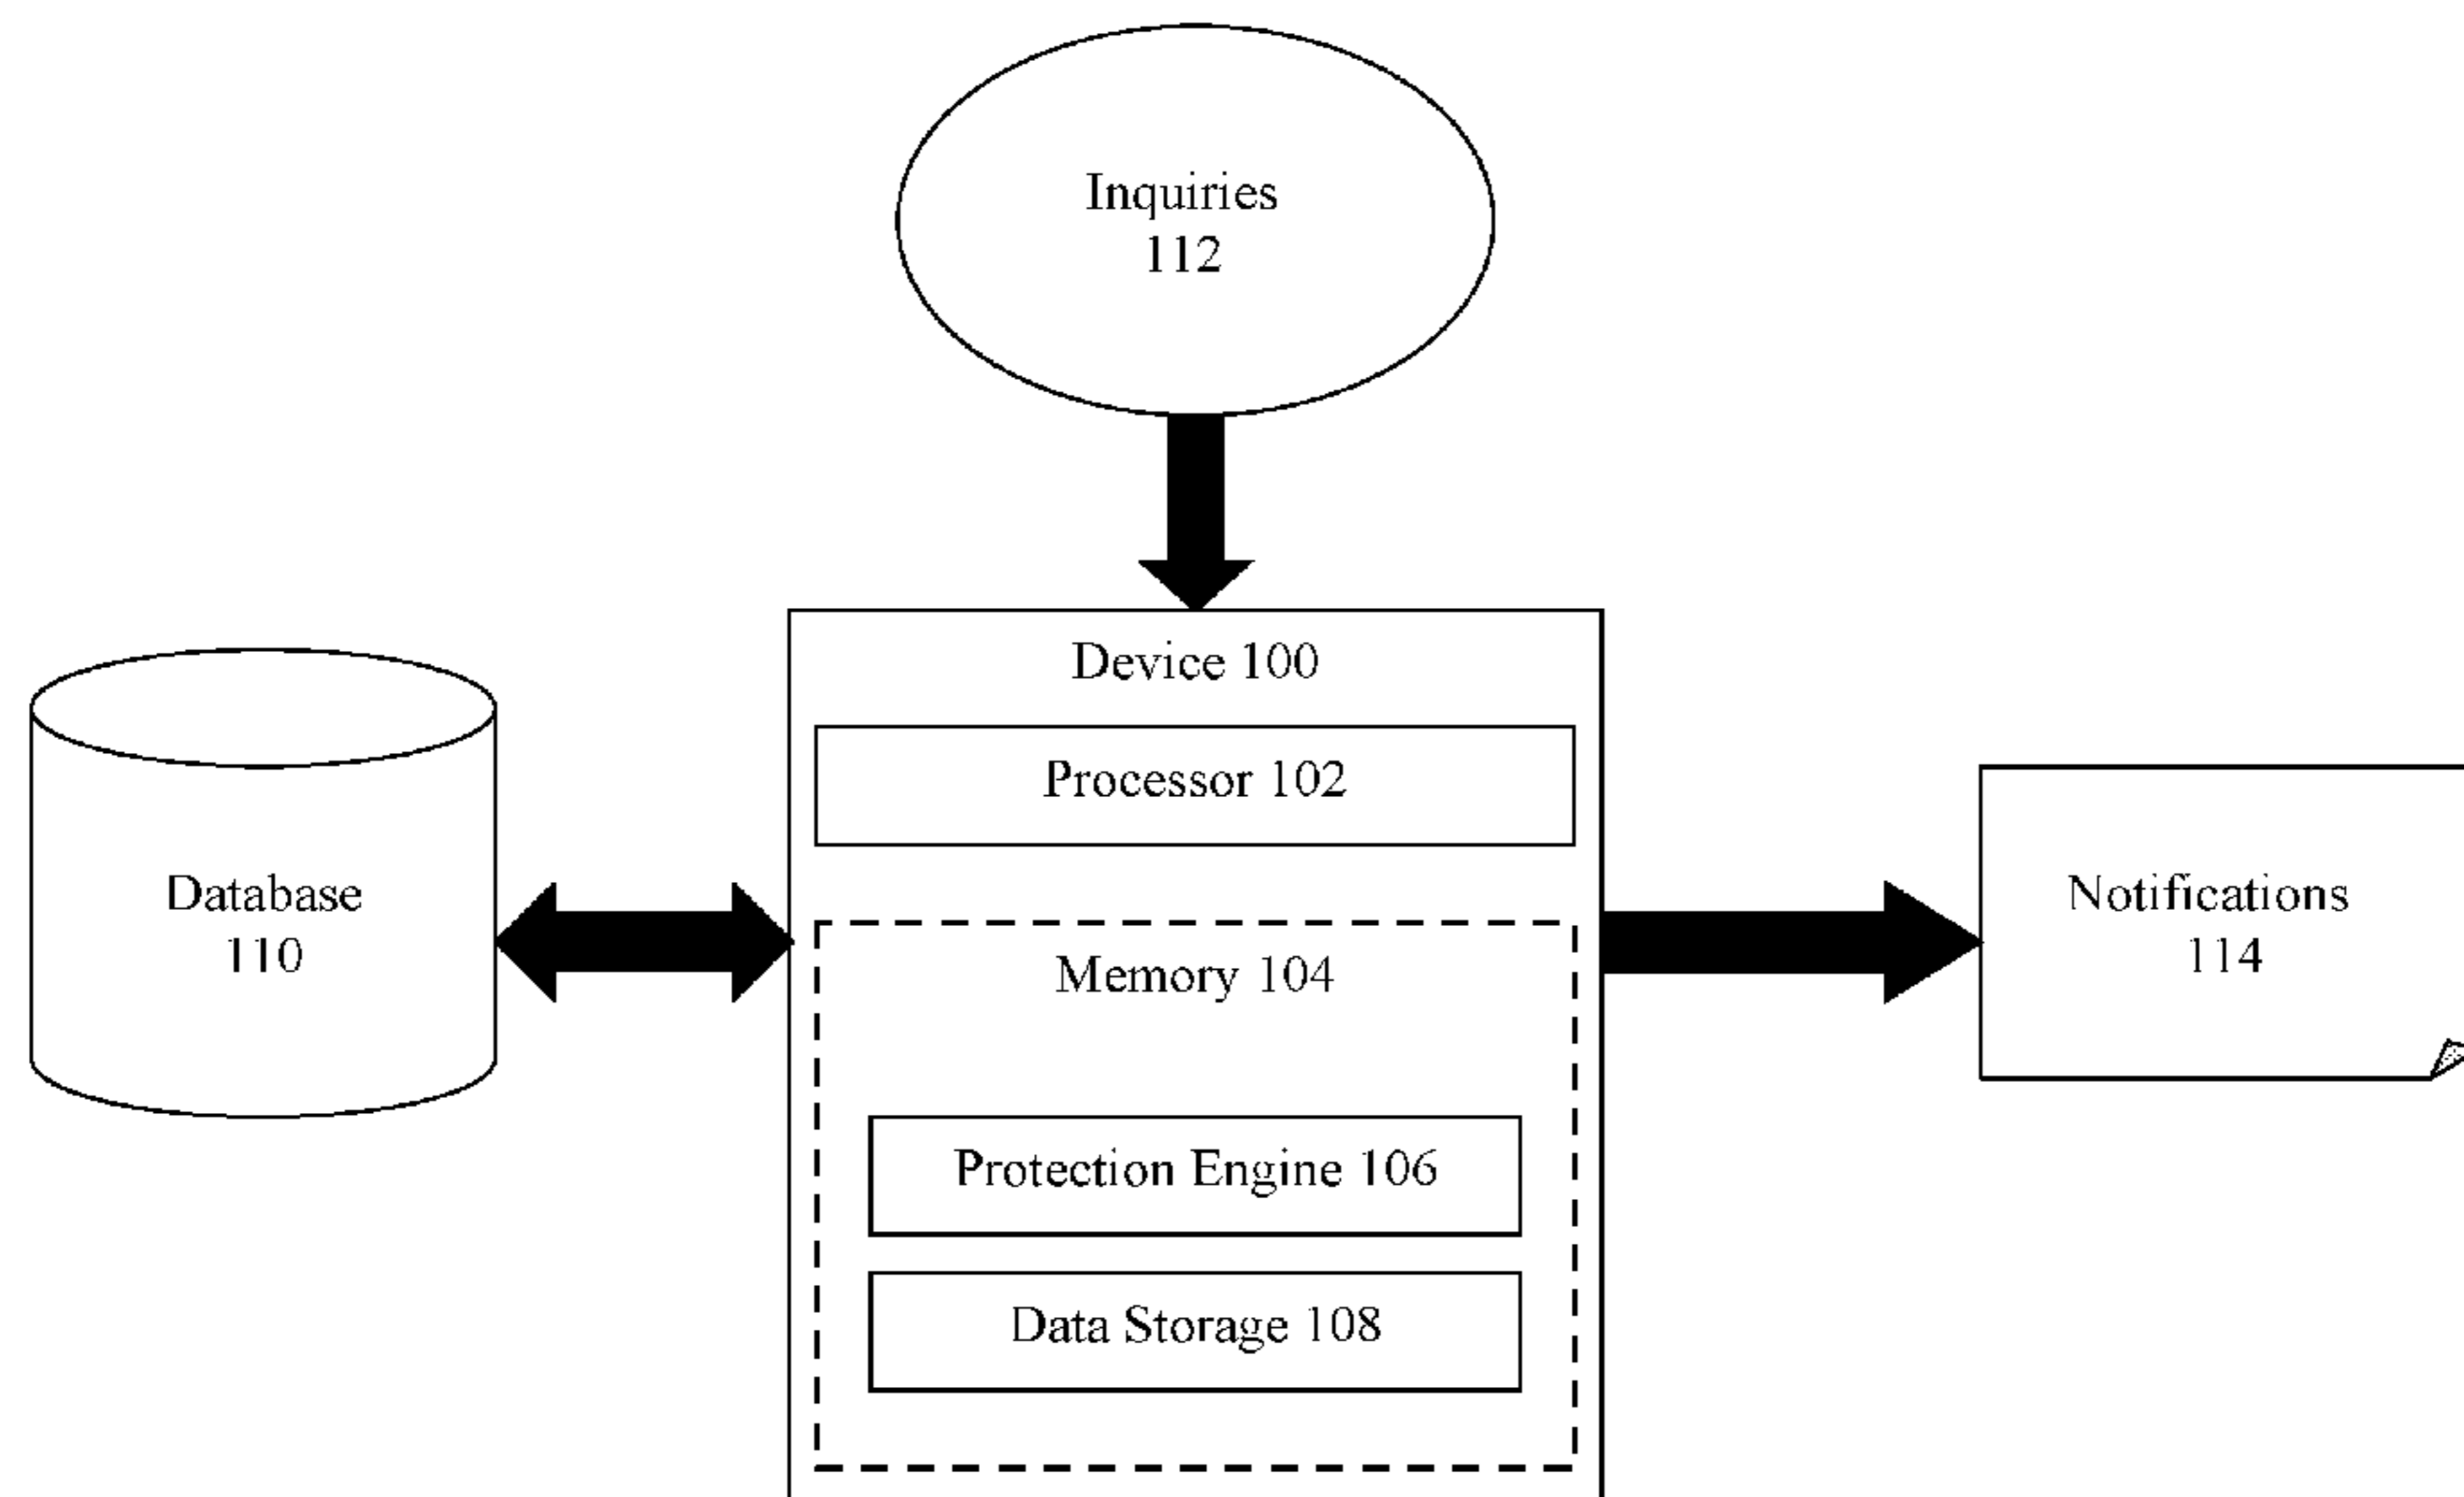 Inquiries
112
Device 100
Processor 102
Database
110
Memory 104
Notifications
114
Protection Engine 106
Data Storage 108